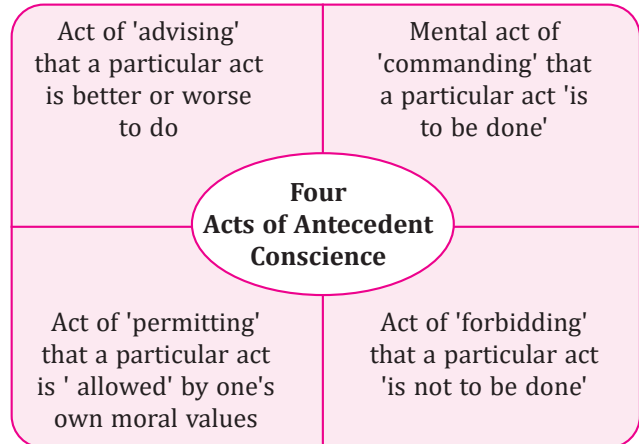 Act of 'advising'
that a particular act
is better or worse
to do
Mental act of
'commanding' that
a particular act 'is
to be done'
Four
Acts of Antecedent
Conscience
Act of 'permitting'
that a particular act
is ' allowed' by one's
own moral values
Act of 'forbidding'
that a particular act
'is not to be done'